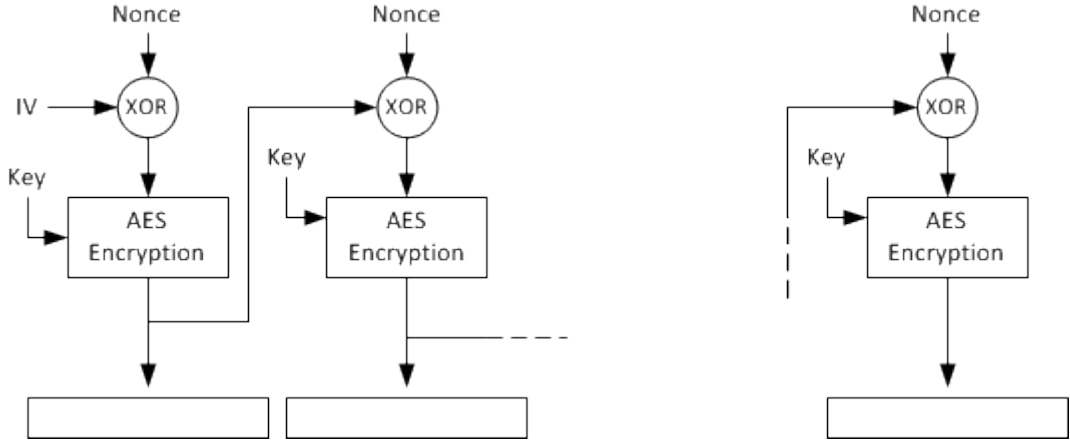 Nonce
Nonce
Nonce
IV
XOR
XOR
XOR
Key
Key
Key
AES
Encryption
AES
Encryption
AES
Encryption